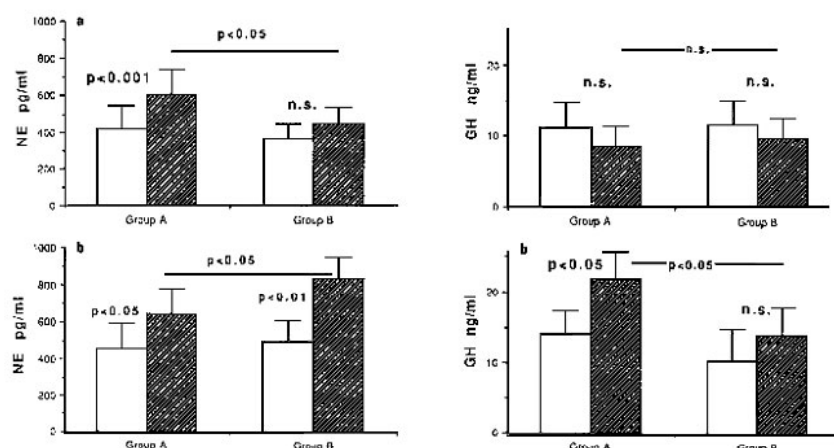 a
1000
800
600
400
200
0
NE pg/ml
p<0.05
p<0.001
n.s.
Group A
Group B
20
10
0
GH ng/ml
n.s.
n.s.
n.s.
Group A
Group B
b
1000
800
600
400
200
0
NE pg/ml
p<0.05
p<0.05
p<0.01
Group A
Group B
b
20
10
0
GH ng/ml
p<0.05
p<0.05
n.s.
Group A
Group B